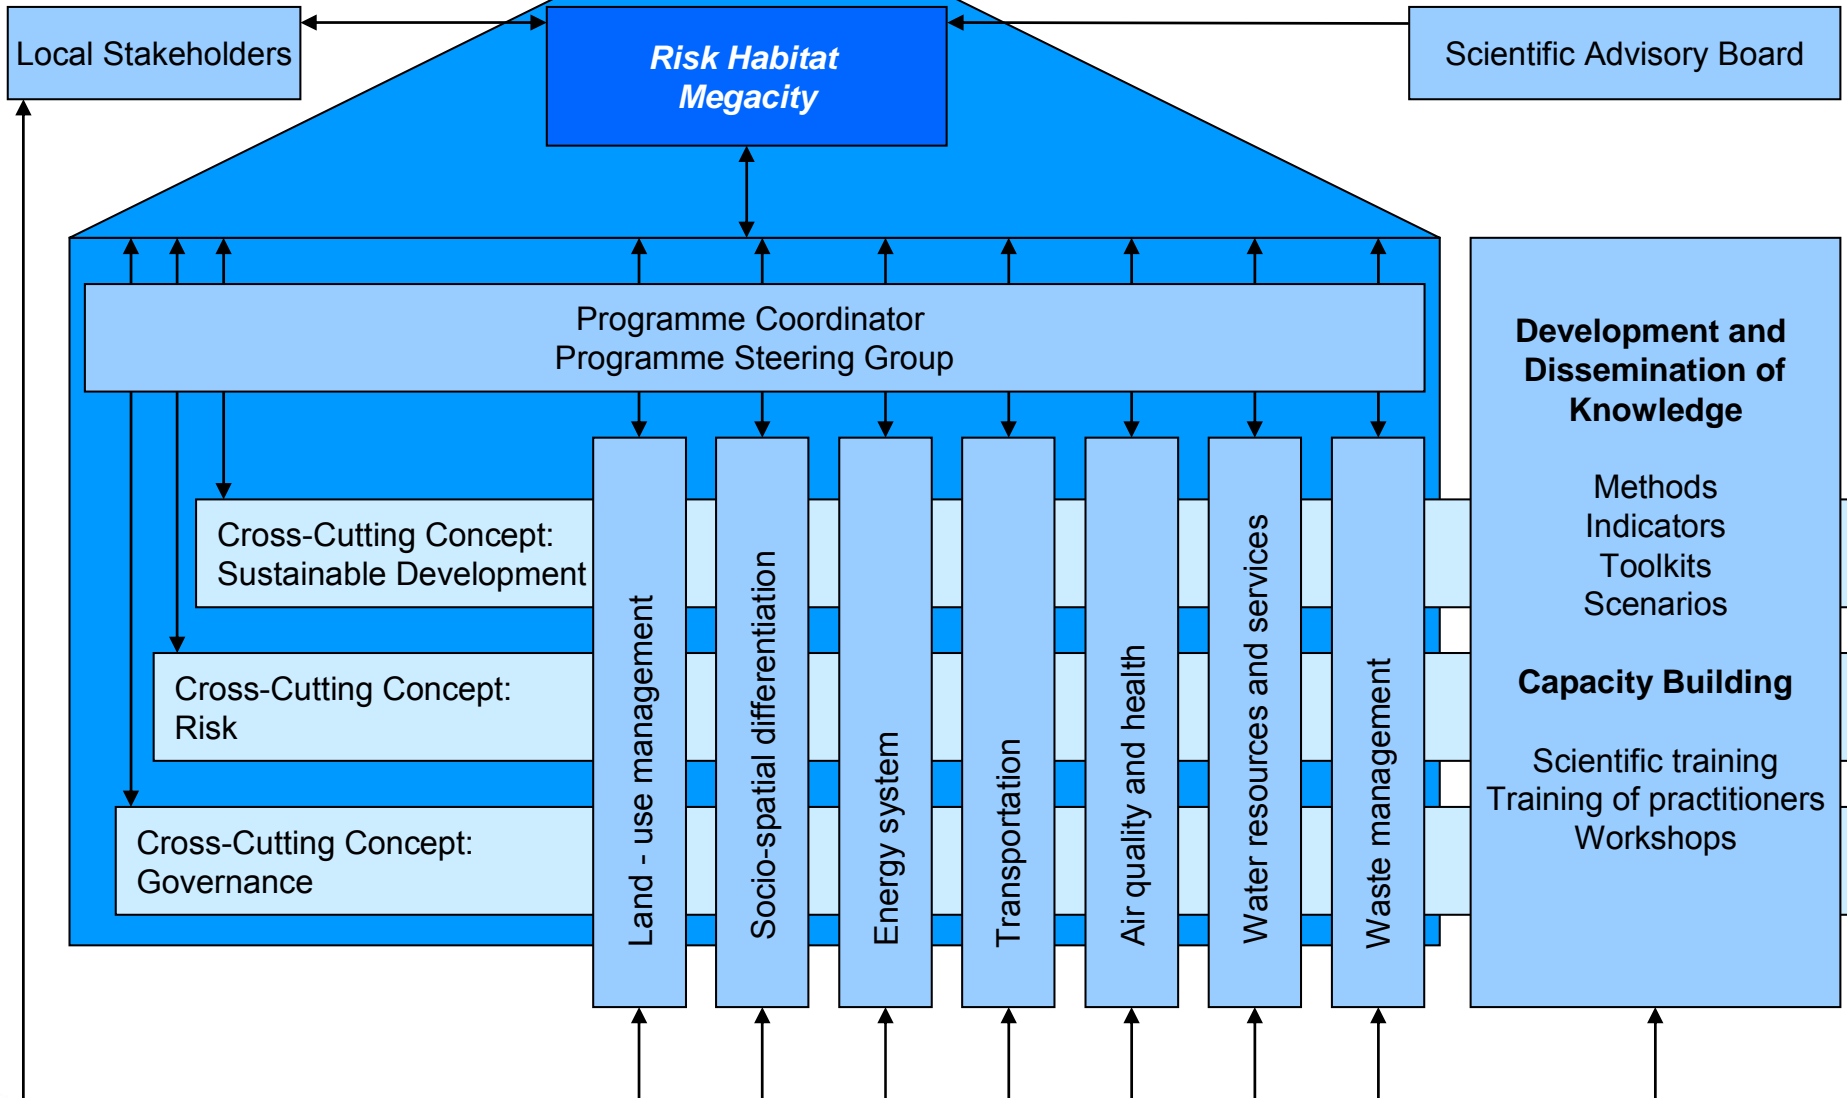 Local Stakeholders
Risk Habitat
Megacity
Scientific Advisory Board
Programme Coordinator
Programme Steering Group
Cross-Cutting Concept:
Sustainable Development
Cross-Cutting Concept:
Risk
Cross-Cutting Concept:
Governance
Land - use management
Socio-spatial differentiation
Energy system
Transportation
Air quality and health
Water resources and services
Waste management
Development and
Dissemination of
Knowledge
Methods
Indicators
Toolkits
Scenarios
Capacity Building
Scientific training
Training of practitioners
Workshops